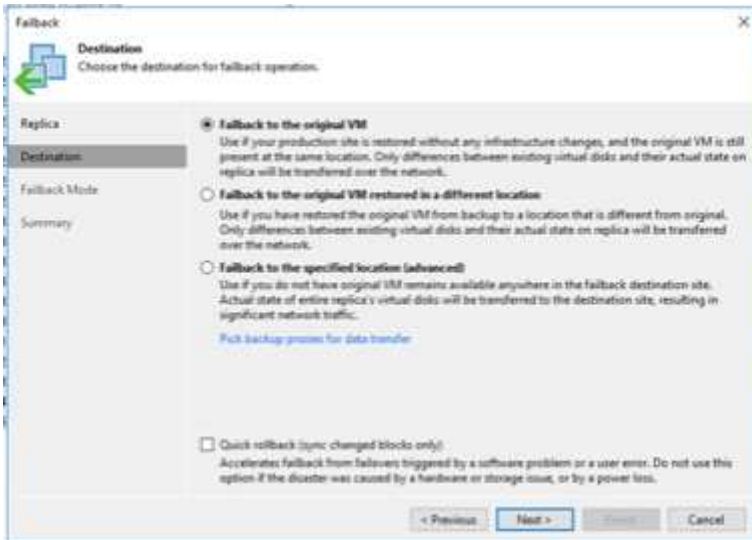 Failback
Destination
Choose the destination for failback operation.
Replica
Destination
Failback Mode
Summary
Failback to the original VM
Use if your production site is restored without any infrastructure changes, and the original VM is still
present at the same location. Only differences between existing virtual disks and their actual state on
replica will be transferred over the network.
Failback to the original VM restored in a different location
Use if you have restored the original VM from backup to a location that is different from original.
Only differences between existing virtual disks and their actual state on replica will be transferred
over the network.
Failback to the specified location (advanced)
Use if you do not have original VM remains available anywhere in the failback destination site.
Actual state of entire replica's virtual disks will be transferred to the destination site, resulting in
significant network traffic.
Pick backup proxies for data transfer
Quick rollback (sync changed blocks only)
Accelerates failback from failovers triggered by a software problem or a user error. Do not use this
option if the disaster was caused by a hardware or storage issue, or by a power loss.
< Previous
Next >
Cancel